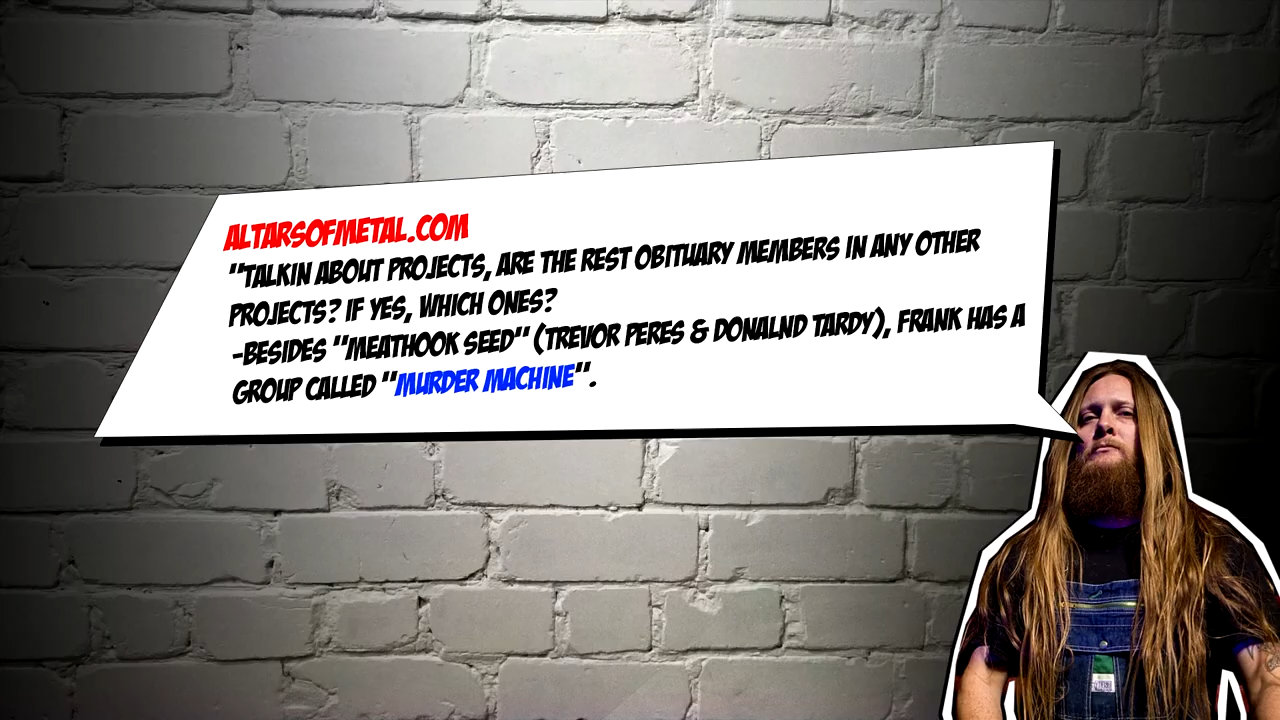 ALTARSOFMETAL.COM
"TALKIN ABOUT PROJECTS, ARE THE REST OBITUARY MEMBERS IN ANY OTHER
PROJECTS? IF YES, WHICH ONES?
-BESIDES "MEATHOOK SEED" (TREVOR PERES & DONALND TARDY), FRANK HAS A
GROUP CALLED "MURDER MACHINE".